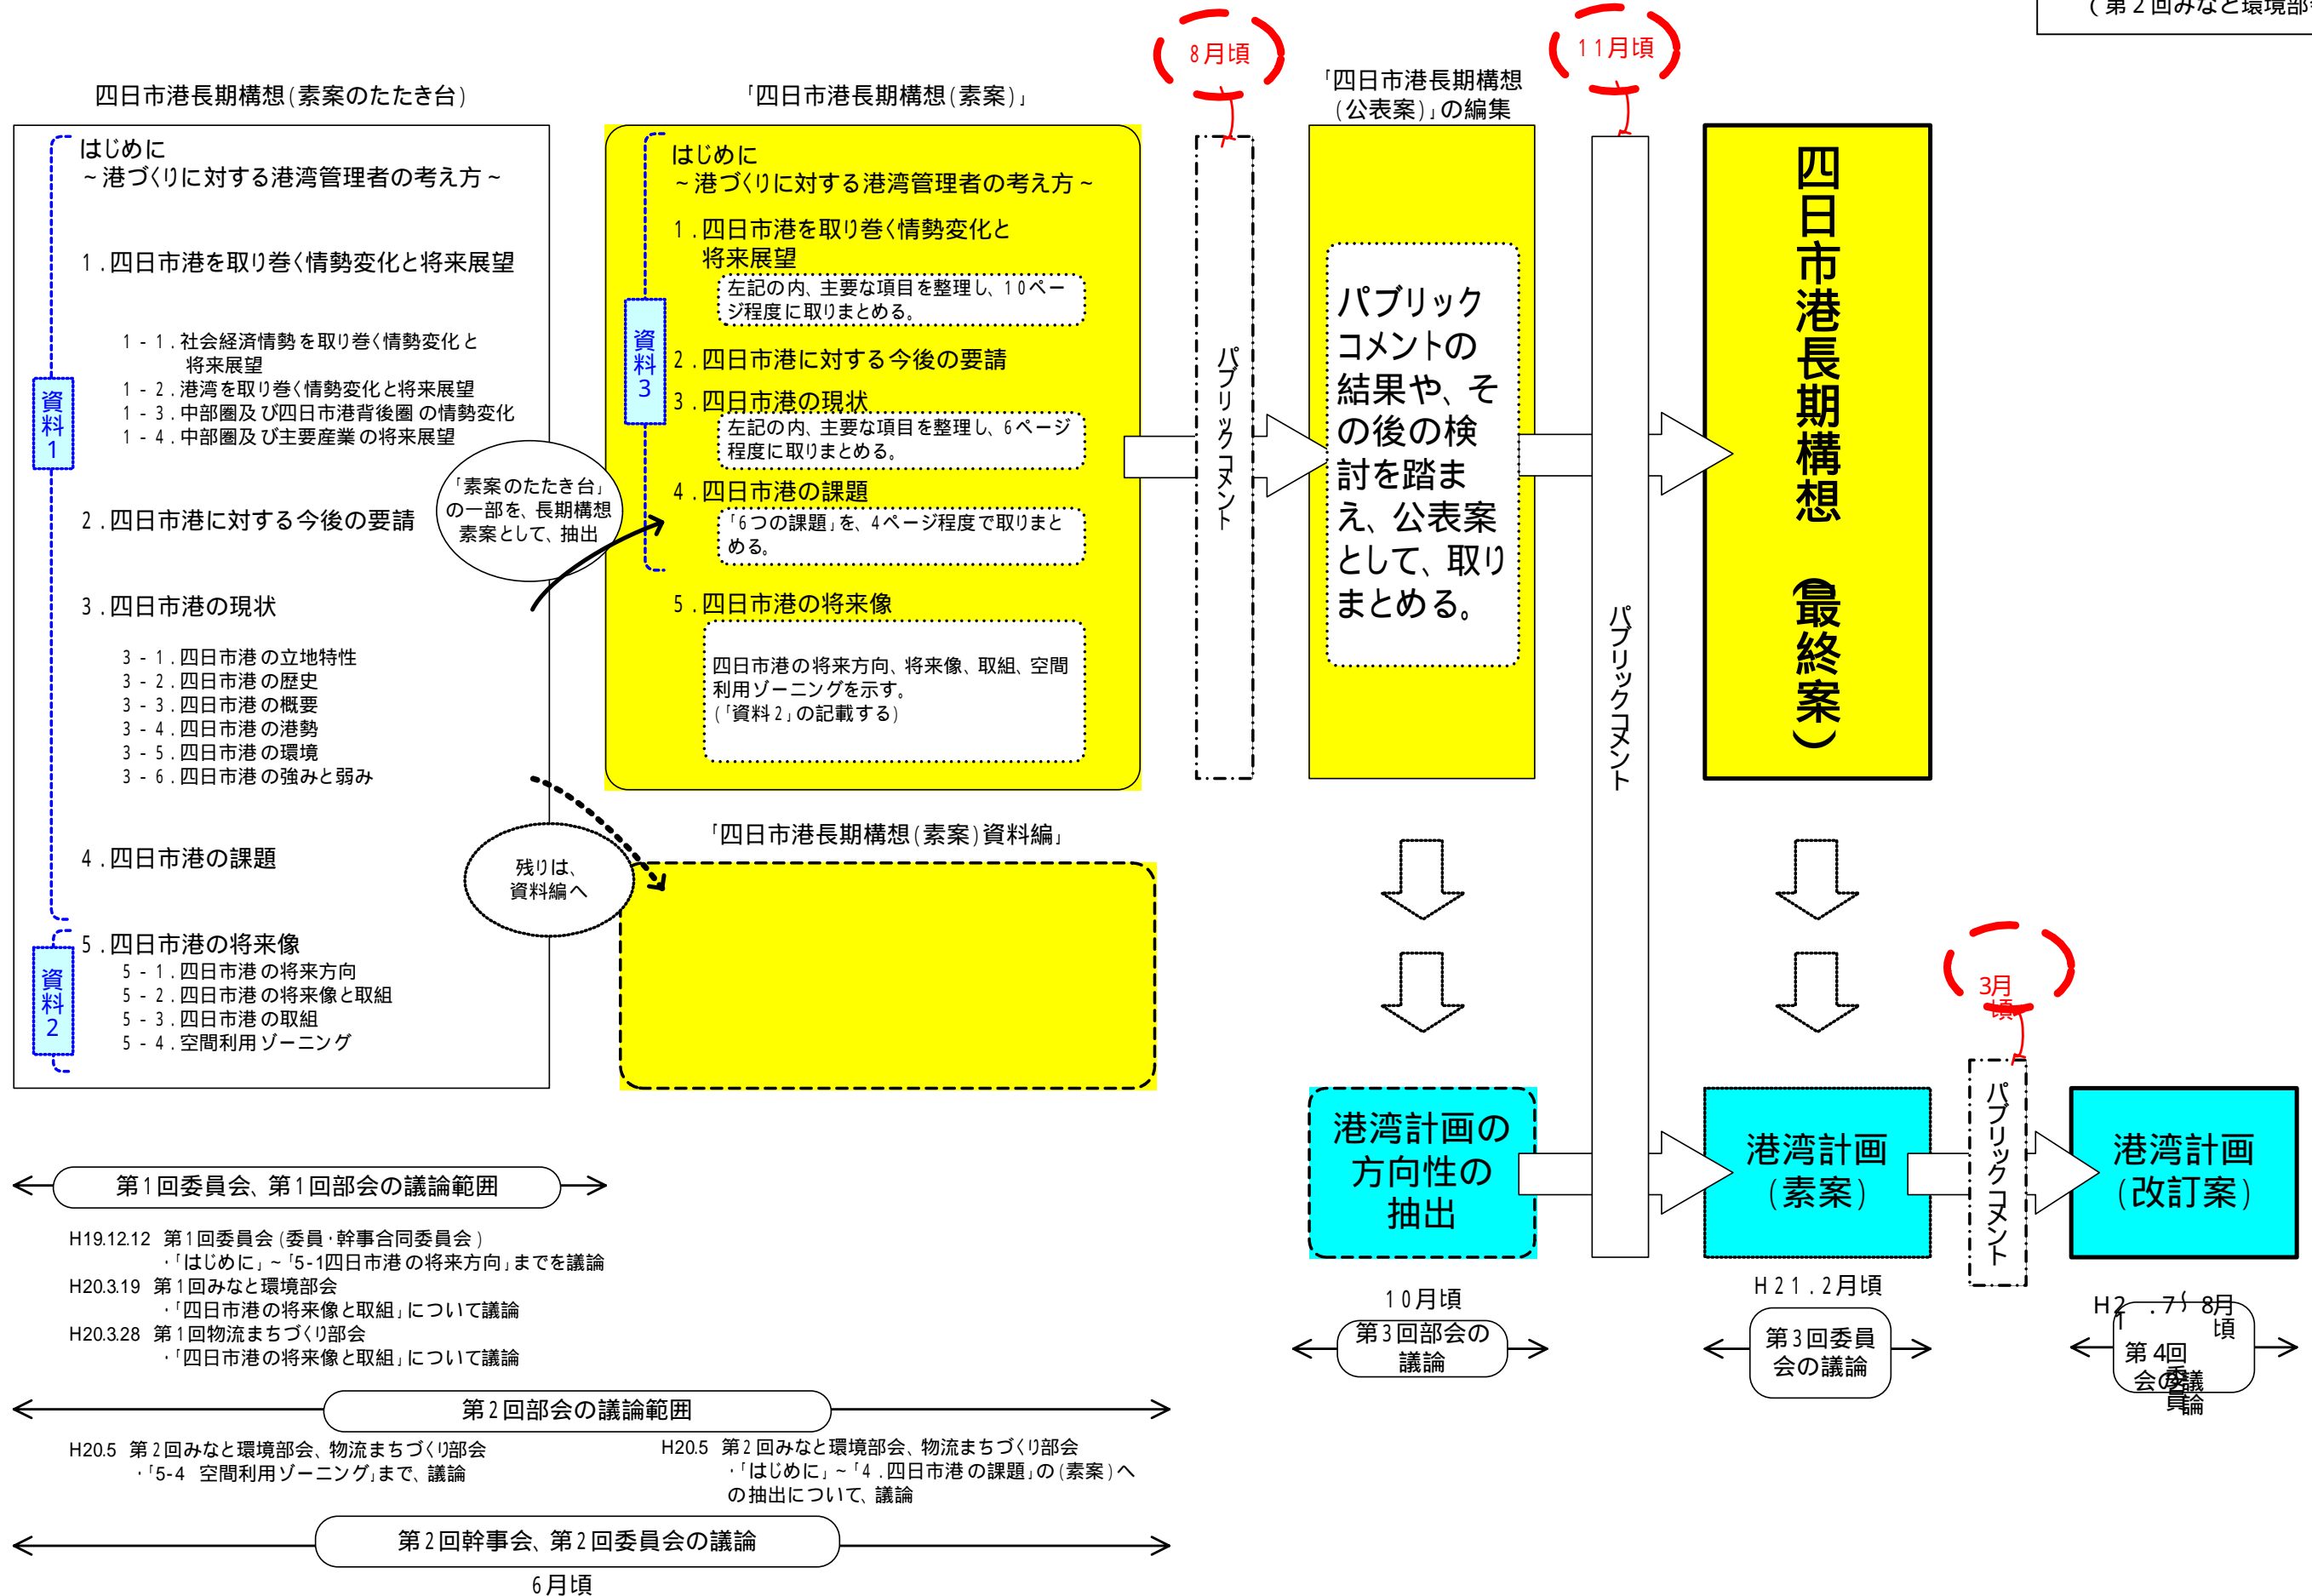 (第2回みなと環境部
四日市港長期構想(素案のたたき台)
はじめに
~港づくりに対する港湾管理者の考え方~
1.四日市港を取り巻く情勢変化と将来展望
1-1.社会経済情勢を取り巻く情勢変化と
将来展望
1-2.港湾を取り巻く情勢変化と将来展望
1-3.中部圏及び四日市港背後圏の情勢変化
1-4.中部圏及び主要産業の将来展望
資料1
2.四日市港に対する今後の要請
3.四日市港の現状
3-1.四日市港の立地特性
3-2.四日市港の歴史
3-3.四日市港の概要
3-4.四日市港の港勢
3-5.四日市港の環境
3-6.四日市港の強みと弱み
4.四日市港の課題
5.四日市港の将来像
5-1.四日市港の将来方向
5-2.四日市港の将来像と取組
5-3.四日市港の取組
5-4.空間利用ゾーニング
資料2
「素案のたたき台」
の一部を、長期構想
素案として、抽出
残りは、
資料編へ
「四日市港長期構想(素案)」
はじめに
~港づくりに対する港湾管理者の考え方~
1.四日市港を取り巻く情勢変化と
将来展望
左記の内、主要な項目を整理し、10ペー
ジ程度に取りまとめる。
資料3
2.四日市港に対する今後の要請
3.四日市港の現状
左記の内、主要な項目を整理し、6ページ
程度に取りまとめる。
4.四日市港の課題
「6つの課題」を、4ページ程度で取りまと
める。
5.四日市港の将来像
四日市港の将来方向、将来像、取組、空間
利用ゾーニングを示す。
(「資料2」の記載する)
「四日市港長期構想(素案)資料編」
8月頃
パブリックコメント
「四日市港長期構想
(公表案)」の編集
パブリック
コメントの
結果や、そ
の後の検
討を踏ま
え、公表案
として、取り
まとめる。
11月頃
パブリックコメント
四日市港長期構想 (最終案)
港湾計画の
方向性の
抽出
港湾計画
(素案)
3月
頃
パブリックコメント
港湾計画
(改訂案)
第1回委員会、第1回部会の議論範囲
H19.12.12 第1回委員会(委員・幹事合同委員会)
・「はじめに」~「5-1四日市港の将来方向」までを議論
H20.3.19 第1回みなと環境部会
・「四日市港の将来像と取組」について議論
H20.3.28 第1回物流まちづくり部会
・「四日市港の将来像と取組」について議論
第2回部会の議論範囲
H20.5 第2回みなと環境部会、物流まちづくり部会
・「5-4 空間利用ゾーニング」まで、議論
H20.5 第2回みなと環境部会、物流まちづくり部会
・「はじめに」~「4.四日市港の課題」の(素案)へ
の抽出について、議論
第2回幹事会、第2回委員会の議論
6月頃
10月頃
第3回部会の
議論
H21.2月頃
第3回委員
会の議論
H21.7~8月頃
第4回委員
会の議論